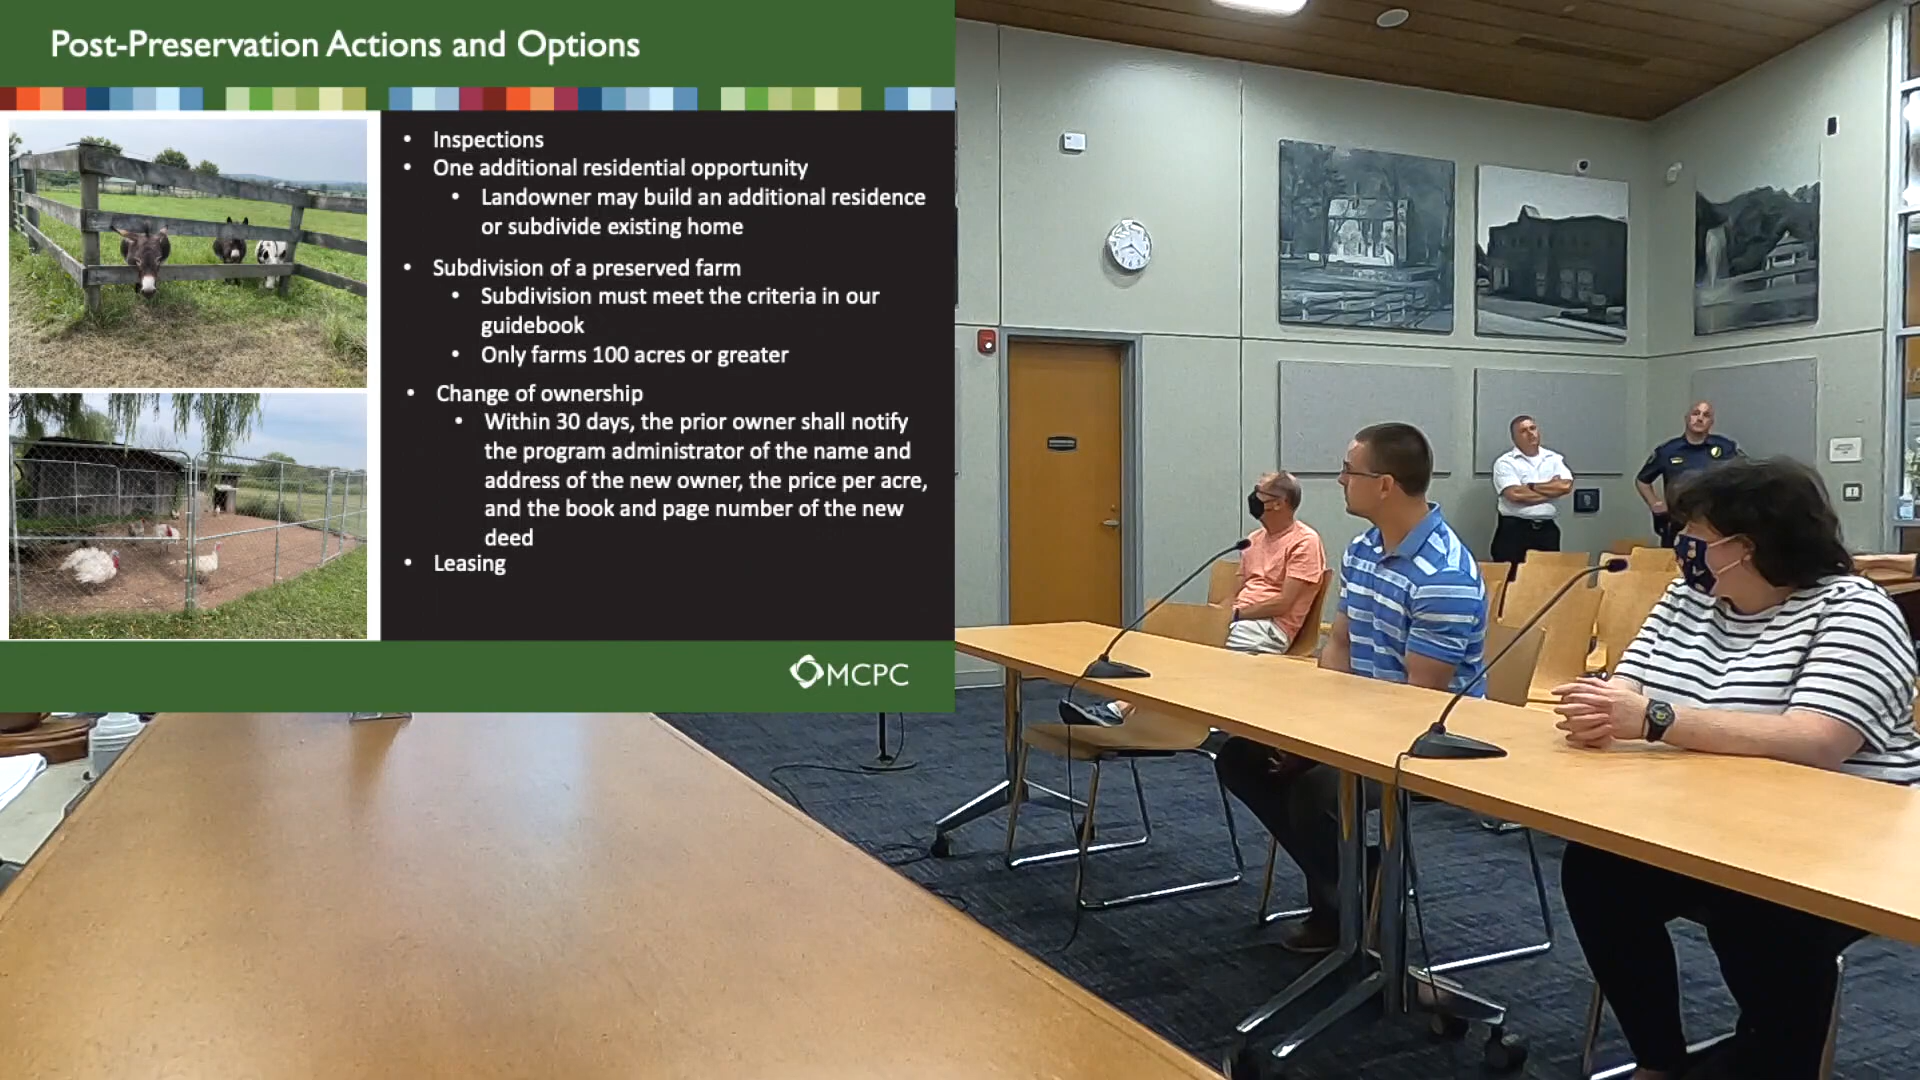 Post-Preservation Actions and Options
• Inspections
• One additional residential opportunity
• Landowner may build an additional residence
or subdivide existing home
• Subdivision of a preserved farm
• Subdivision must meet the criteria in our
guidebook
• Only farms 100 acres or greater
• Change of ownership
• Within 30 days, the prior owner shall notify
the program administrator of the name and
address of the new owner, the price per acre,
and the book and page number of the new
deed
• Leasing
MCPC